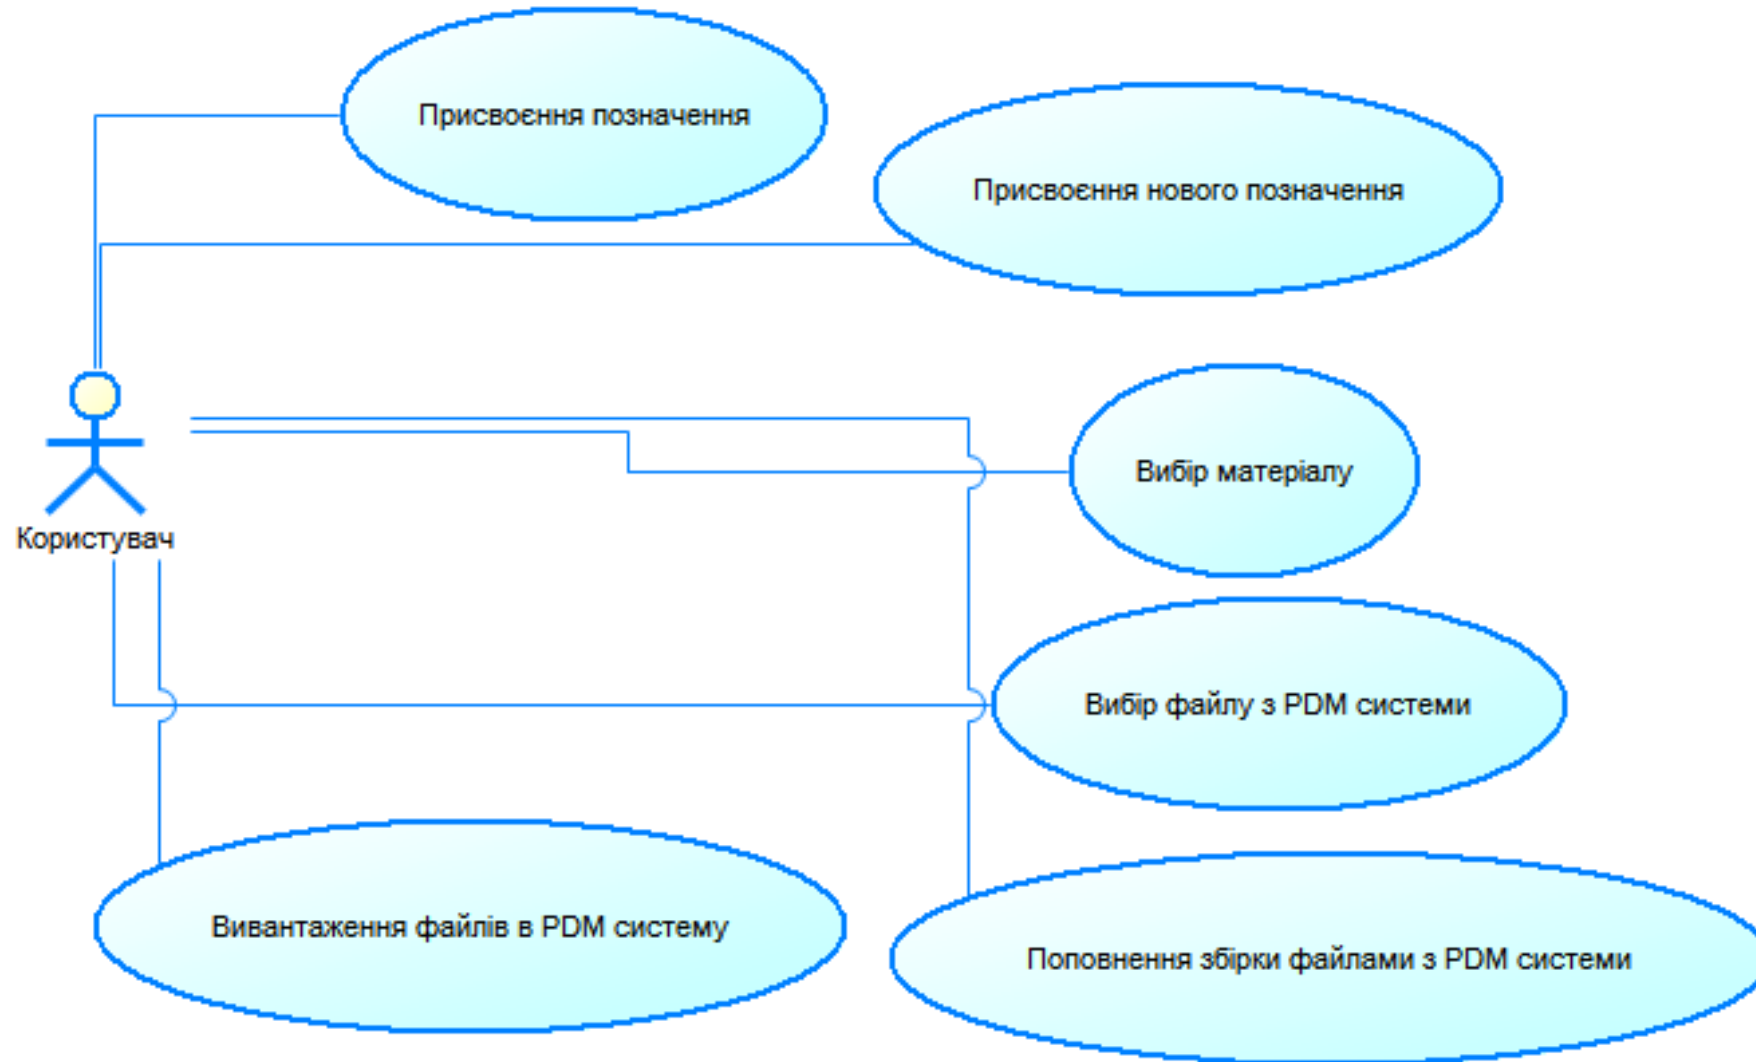 Присвоєння позначення
Присвоєння нового позначення
Вибір матеріалу
Користувач
Вибір файлу з PDM системи
Вивантаження файлів в PDM систему
Поповнення збірки файлами з PDM системи